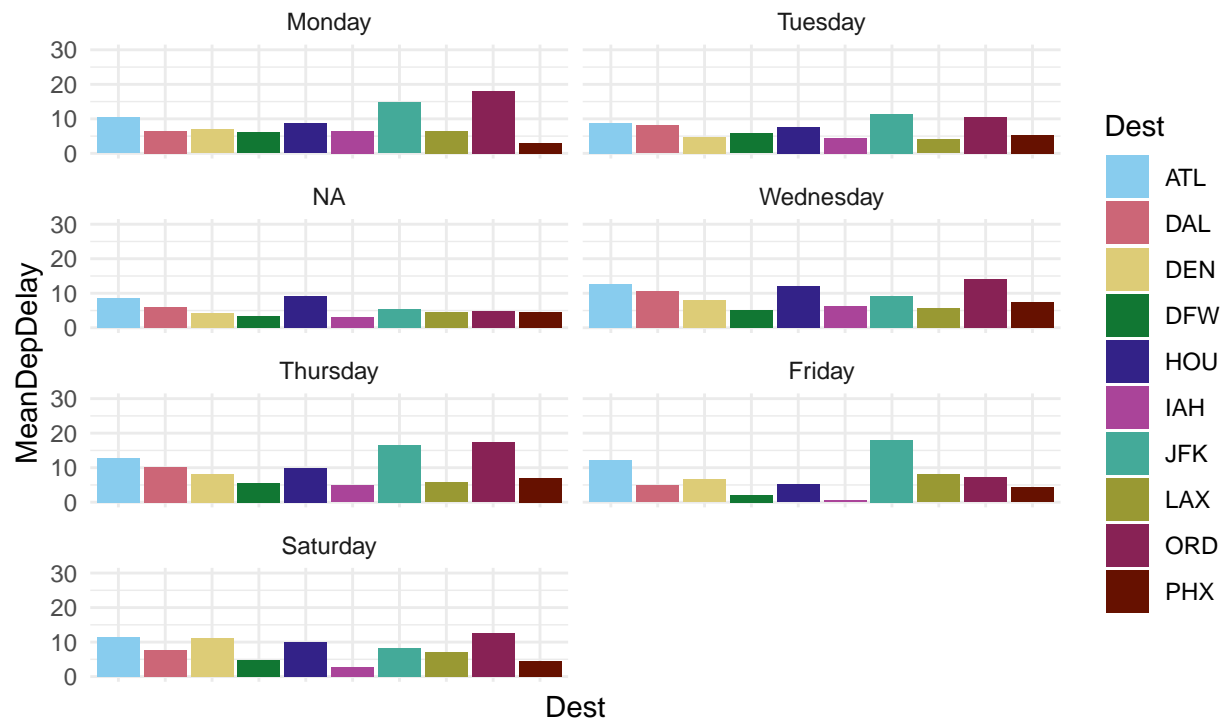 Monday
Tuesday
30
20
10
0
NA
Wednesday
30
20
10
0
Thursday
Friday
30
20
10
0
Saturday
30
20
10
0
MeanDepDelay
Dest
Dest
ATL
DAL
DEN
DFW
HOU
IAH
JFK
LAX
ORD
PHX